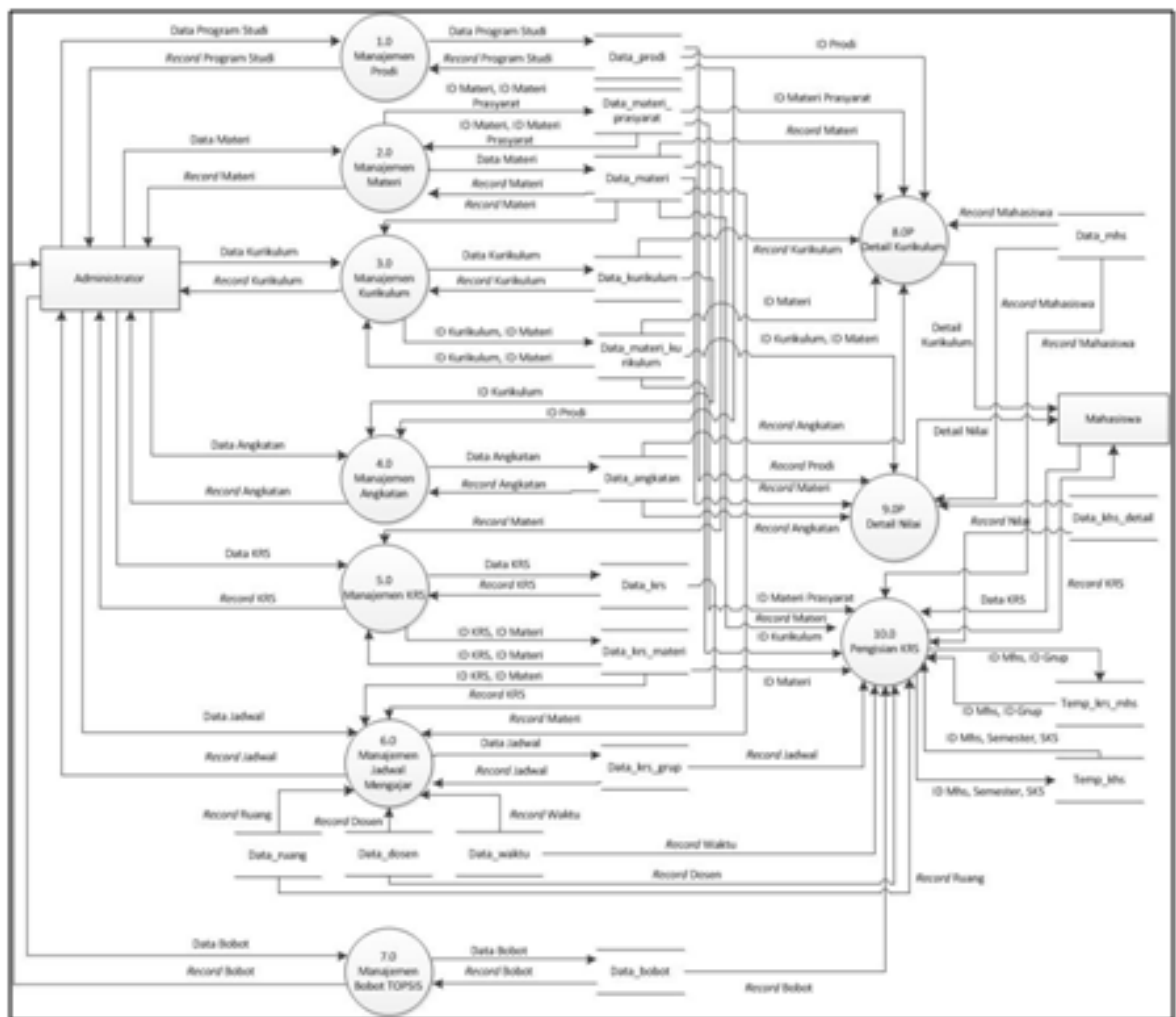 Data Program Studi
Record Program Studi
1.0
Manajemen
Prodi
Data Program Studi
Record Program Studi
Data_prodi
ID Prodi
ID Materi, ID Materi
Prasyarat
ID Materi, ID Materi
Prasyarat
Data_materi_
prasyarat
ID Materi Prasyarat
Record Materi
Data Materi
Record Materi
2.0
Manajemen
Materi
Data Materi
Record Materi
Record Materi
Data_materi
8.0P
Detail Kurikulum
Record Mahasiswa
Data_mhs
Administrator
Data Kurikulum
Record Kurikulum
3.0
Manajemen
Kurikulum
Data Kurikulum
Record Kurikulum
Data_kurikulum
Record Kurikulum
ID Materi
Record Mahasiswa
Record Mahasiswa
ID Kurikulum, ID Materi
ID Kurikulum, ID Materi
Data_materi_ku
rikulum
ID Kurikulum, ID Materi
Detail
Kurikulum
ID Kurikulum
ID Prodi
Record Angkatan
Detail Nilai
Mahasiswa
Data Angkatan
Record Angkatan
4.0
Manajemen
Angkatan
Data Angkatan
Record Angkatan
Data_angkatan
Record Prodi
Record Materi
Record Angkatan
9.0P
Detail Nilai
Record Nilai
Data_khs_detail
Record Materi
Data KRS
Record KRS
5.0
Manajemen KRS
Data KRS
Record KRS
Data_krs
ID KRS, ID Materi
ID KRS, ID Materi
ID KRS, ID Materi
Data_krs_materi
ID Materi Prasyarat
Record Materi
ID Kurikulum
ID Materi
10.0
Pengisian KRS
Data KRS
Record KRS
ID Mhs, ID Grup
ID Mhs, ID Grup
Temp_krs_mhs
ID Mhs, Semester, SKS
ID Mhs, Semester, SKS
Temp_khs
Record KRS
Record Materi
Data Jadwal
Record Jadwal
6.0
Manajemen
Jadwal
Mengajar
Data Jadwal
Record Jadwal
Data_krs_grup
Record Jadwal
Record Ruang
Record Dosen
Record Waktu
Data_ruang
Data_dosen
Data_waktu
Record Waktu
Record Dosen
Record Ruang
Data Bobot
Record Bobot
7.0
Manajemen
Bobot TOPSIS
Data Bobot
Record Bobot
Data_bobot
Record Bobot